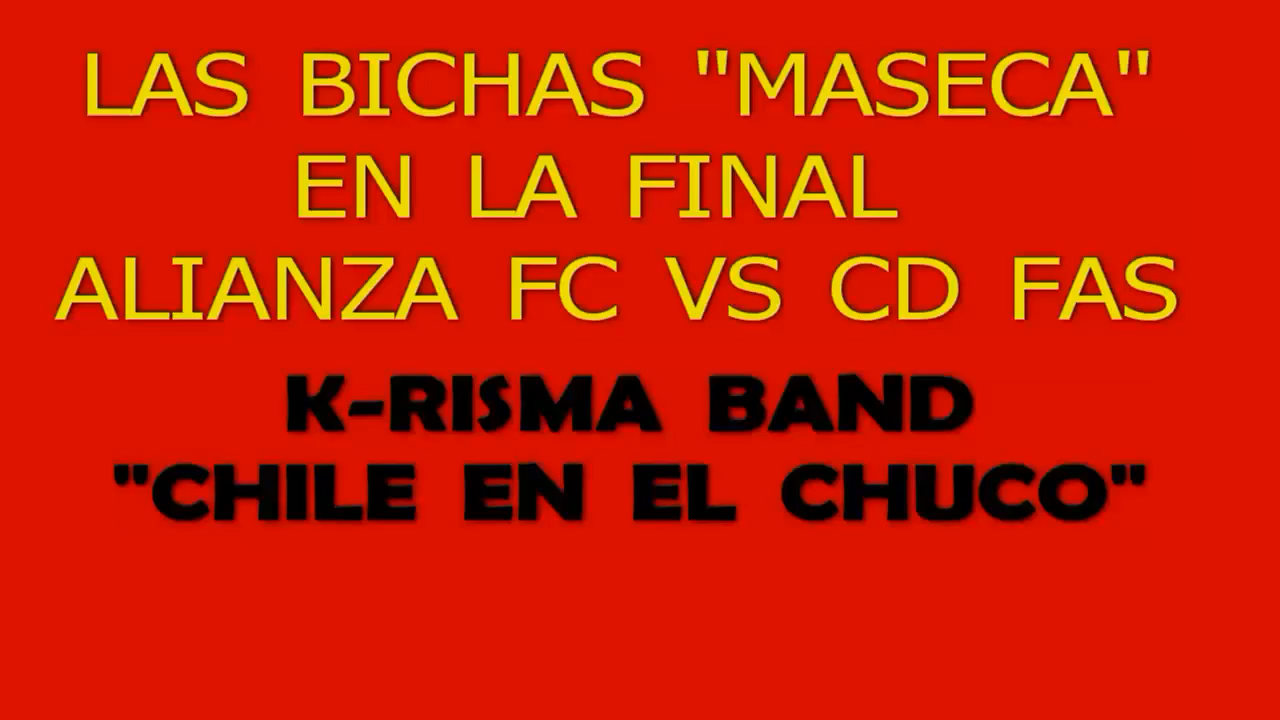 LAS BICHAS "MASECA"
EN LA FINAL
ALIANZA FC VS CD FAS
K-RISMA BAND
"CHILE EN EL CHUCO"